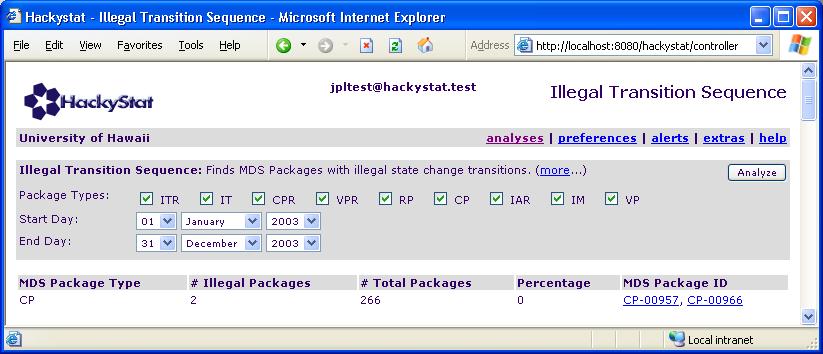 Hackystat - Illegal Transition Sequence - Microsoft Internet Explorer
File Edit View Favorites Tools Help Address http://localhost:8080/hackystat/controller
HackyStat jpltest@hackystat.test Illegal Transition Sequence
University of Hawaii analyses | preferences | alerts | extras | help
Illegal Transition Sequence: Finds MDS Packages with illegal state change transitions. (more...) Analyze
Package Types: ITR IT CPR VPR RP CP IAR IM VP
Start Day: 01 January 2003
End Day: 31 December 2003
MDS Package Type # Illegal Packages # Total Packages Percentage MDS Package ID
CP 2 266 0 CP-00957, CP-00966
Local intranet